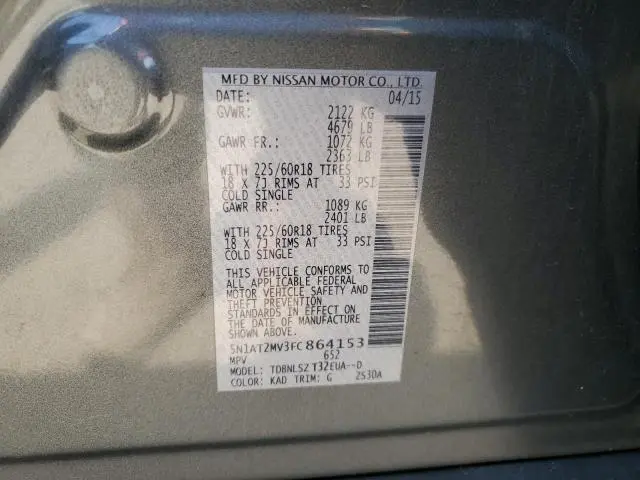 MFD BY NISSAN MOTOR CO., LTD.
DATE: 04/15
GVWR: 2122 KG
4679 LB
GAWR FR.: 1072 KG
2363 LB
WITH 225/60R18 TIRES
18 X 7J RIMS AT 33 PSI
COLD SINGLE
GAWR RR.: 1089 KG
2401 LB
WITH 225/60R18 TIRES
18 X 7J RIMS AT 33 PSI
COLD SINGLE
THIS VEHICLE CONFORMS TO
ALL APPLICABLE FEDERAL
MOTOR VEHICLE SAFETY AND
THEFT PREVENTION
STANDARDS IN EFFECT ON
THE DATE OF MANUFACTURE
SHOWN ABOVE.
5N1AT2MV3FC864153
MPV 652
MODEL: TDBNLSZ T32EUA--D
COLOR: KAD TRIM: G 2530A